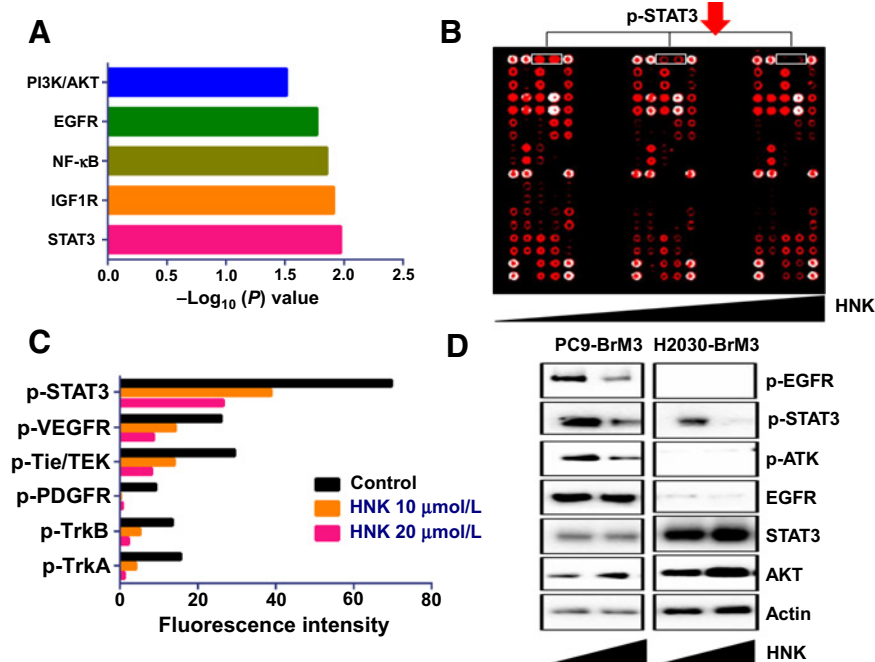 A
PI3K/AKT
EGFR
NF-κB
IGF1R
STAT3
0.0 0.5 1.0 1.5 2.0 2.5
–Log10 (P) value
B
p-STAT3
HNK
C
p-STAT3
p-VEGFR
p-Tie/TEK
p-PDGFR
p-TrkB
p-TrkA
Control
HNK 10 μmol/L
HNK 20 μmol/L
0 20 40 60 80
Fluorescence intensity
D
PC9-BrM3 H2030-BrM3
p-EGFR
p-STAT3
p-ATK
EGFR
STAT3
AKT
Actin
HNK